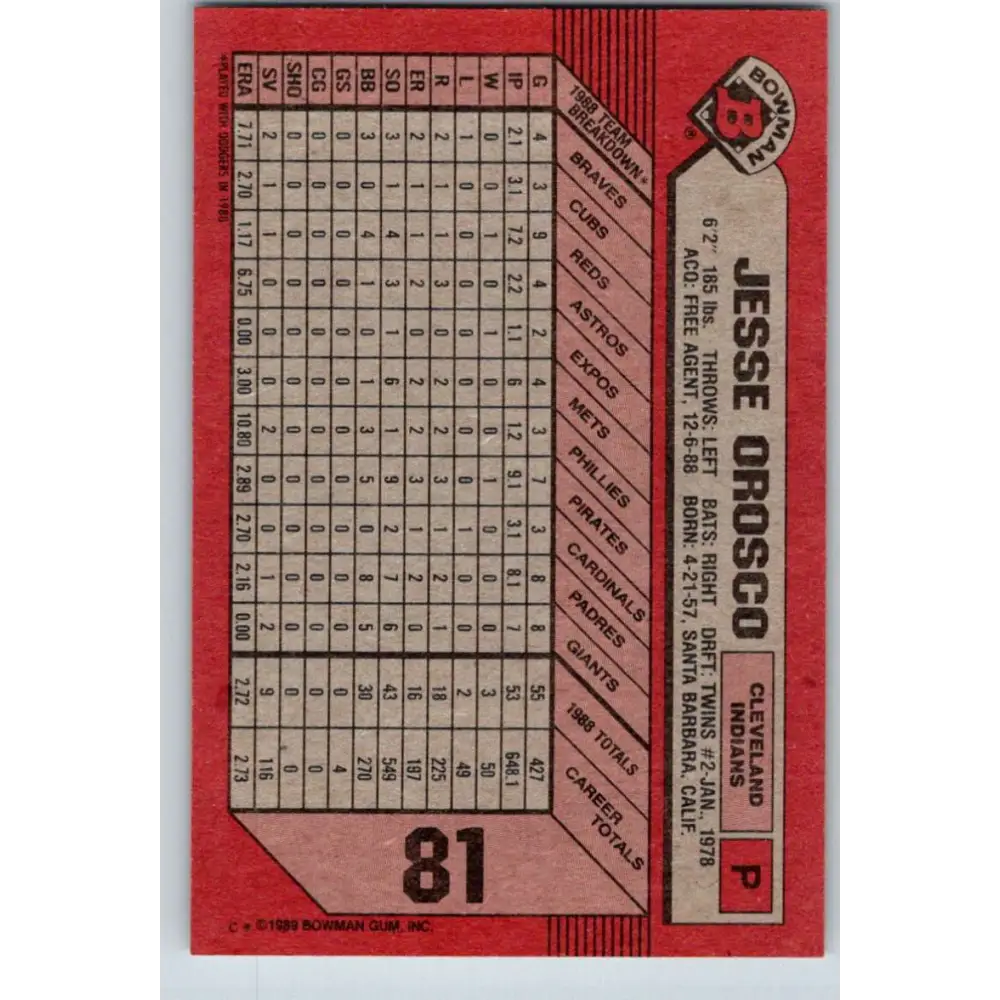 BOWMAN
B
®
JESSE OROSCO
CLEVELAND
INDIANS
P
6'2" 185 lbs. THROWS: LEFT BATS: RIGHT DRFT: TWINS #2-JAN., 1978
ACQ: FREE AGENT, 12-6-88 BORN: 4-21-57, SANTA BARBARA, CALIF.
1988 TEAM
BREAKDOWN*
BRAVES
CUBS
REDS
ASTROS
EXPOS
METS
PHILLIES
PIRATES
CARDINALS
PADRES
GIANTS
1988 TOTALS
CAREER
TOTALS
G 4 3 9 4 2 4 3 7 3 8 8 55 427
IP 2.1 3.1 7.2 2.2 1.1 6 1.2 9.1 3.1 8.1 7 53 648.1
W 0 0 1 0 1 0 0 1 0 0 0 3 50
L 1 0 0 0 0 0 0 0 1 0 0 2 49
R 2 1 1 3 0 2 2 3 1 2 1 18 225
ER 2 1 1 2 0 2 2 3 1 2 0 16 197
SO 3 1 4 3 1 6 1 9 2 7 6 43 549
BB 3 0 4 1 0 1 3 5 0 8 5 30 270
GS 0 0 0 0 0 0 0 0 0 0 0 0 4
CG 0 0 0 0 0 0 0 0 0 0 0 0 0
SHO 0 0 0 0 0 0 0 0 0 0 0 0 0
SV 2 1 1 0 0 0 2 0 0 1 2 9 116
ERA 7.71 2.70 1.17 6.75 0.00 3.00 10.80 2.89 2.70 2.16 0.00 2.72 2.73
*PLAYED WITH DODGERS IN 1988
81
C * ©1989 BOWMAN GUM, INC.